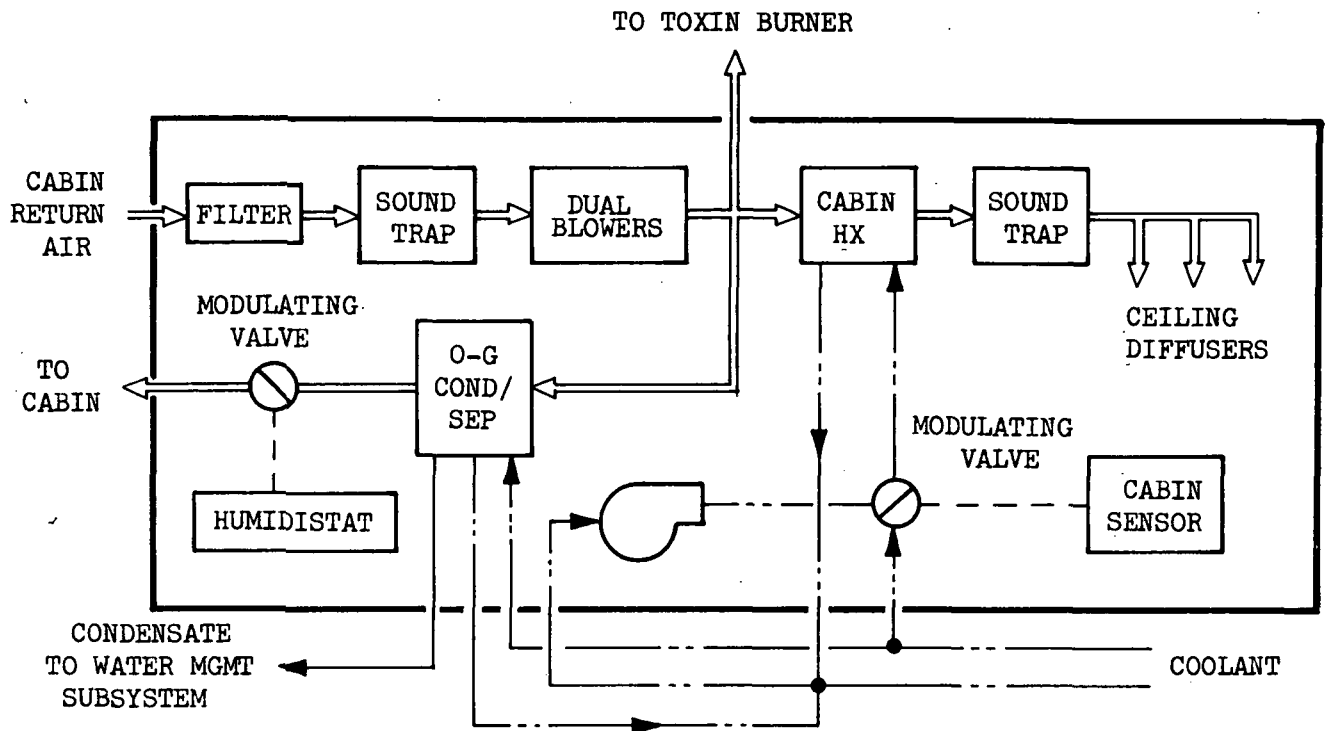 TO TOXIN BURNER
CABIN
RETURN
AIR
FILTER
SOUND
TRAP
DUAL
BLOWERS
CABIN
HX
SOUND
TRAP
CEILING
DIFFUSERS
MODULATING
VALVE
TO
CABIN
O-G
COND/
SEP
HUMIDISTAT
MODULATING
VALVE
CABIN
SENSOR
CONDENSATE
TO WATER MGMT
SUBSYSTEM
COOLANT